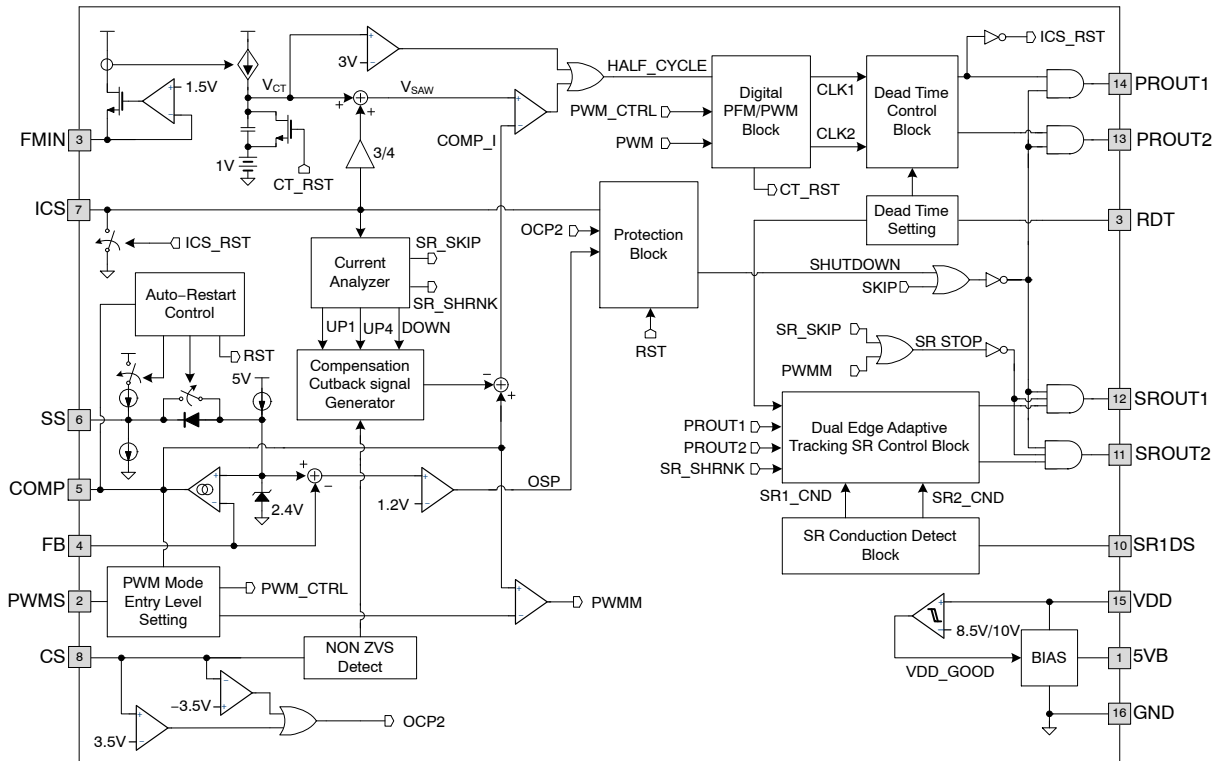 FMIN 3
1.5V
1V
V_CT
3V
V_SAW
3/4
CT_RST
COMP_I
HALF_CYCLE
PWM_CTRL
PWM
Digital
PFM/PWM
Block
CT_RST
CLK1
CLK2
Dead Time
Control
Block
ICS_RST
14 PROUT1
13 PROUT2
ICS 7
ICS_RST
Current
Analyzer
SR_SKIP
SR_SHRNK
OCP2
Protection
Block
RST
Dead Time
Setting
3 RDT
SHUTDOWN
SKIP
Auto−Restart
Control
RST
UP1
UP4
DOWN
Compensation
Cutback signal
Generator
−
+
SR_SKIP
PWMM
SR STOP
5V
SS 6
PROUT1
PROUT2
SR_SHRNK
Dual Edge Adaptive
Tracking SR Control Block
12 SROUT1
11 SROUT2
COMP 5
2.4V
+
−
1.2V
OSP
SR1_CND
SR2_CND
FB 4
SR Conduction Detect
Block
10 SR1DS
PWMS 2
PWM Mode
Entry Level
Setting
PWM_CTRL
PWMM
15 VDD
8.5V/10V
VDD_GOOD
BIAS
1 5VB
16 GND
CS 8
NON ZVS
Detect
−3.5V
3.5V
OCP2